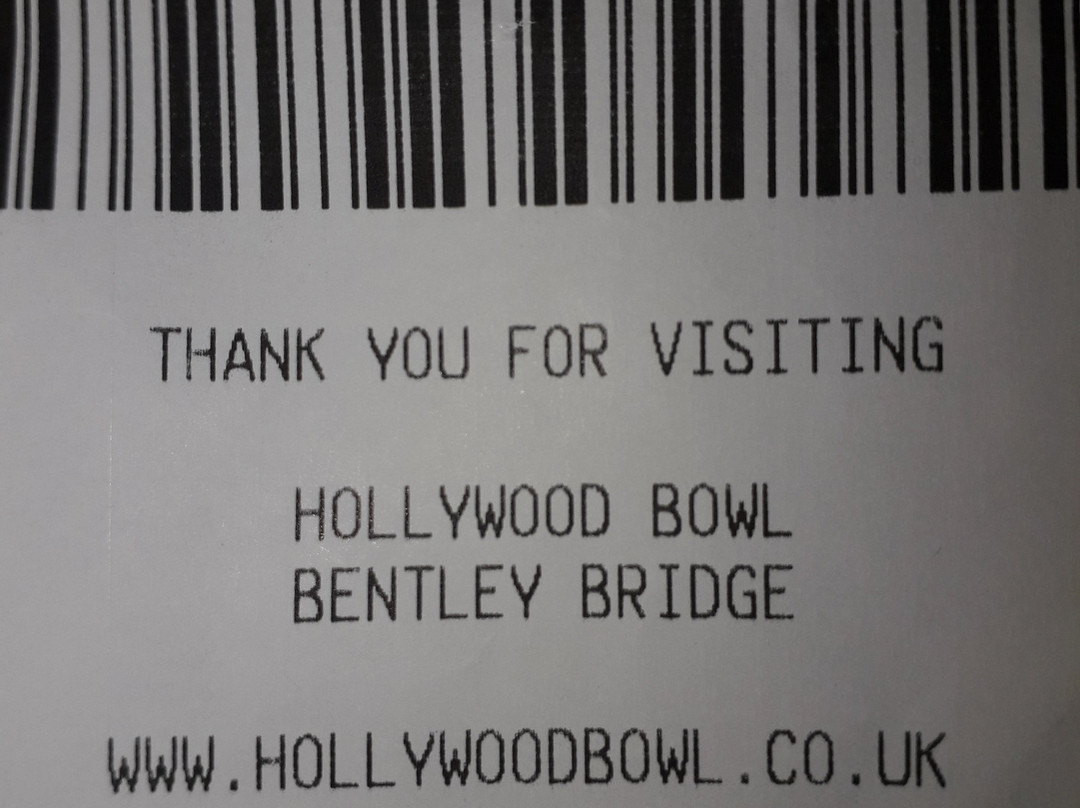 THANK YOU FOR VISITING
HOLLYWOOD BOWL
BENTLEY BRIDGE
WWW.HOLLYWOODBOWL.CO.UK